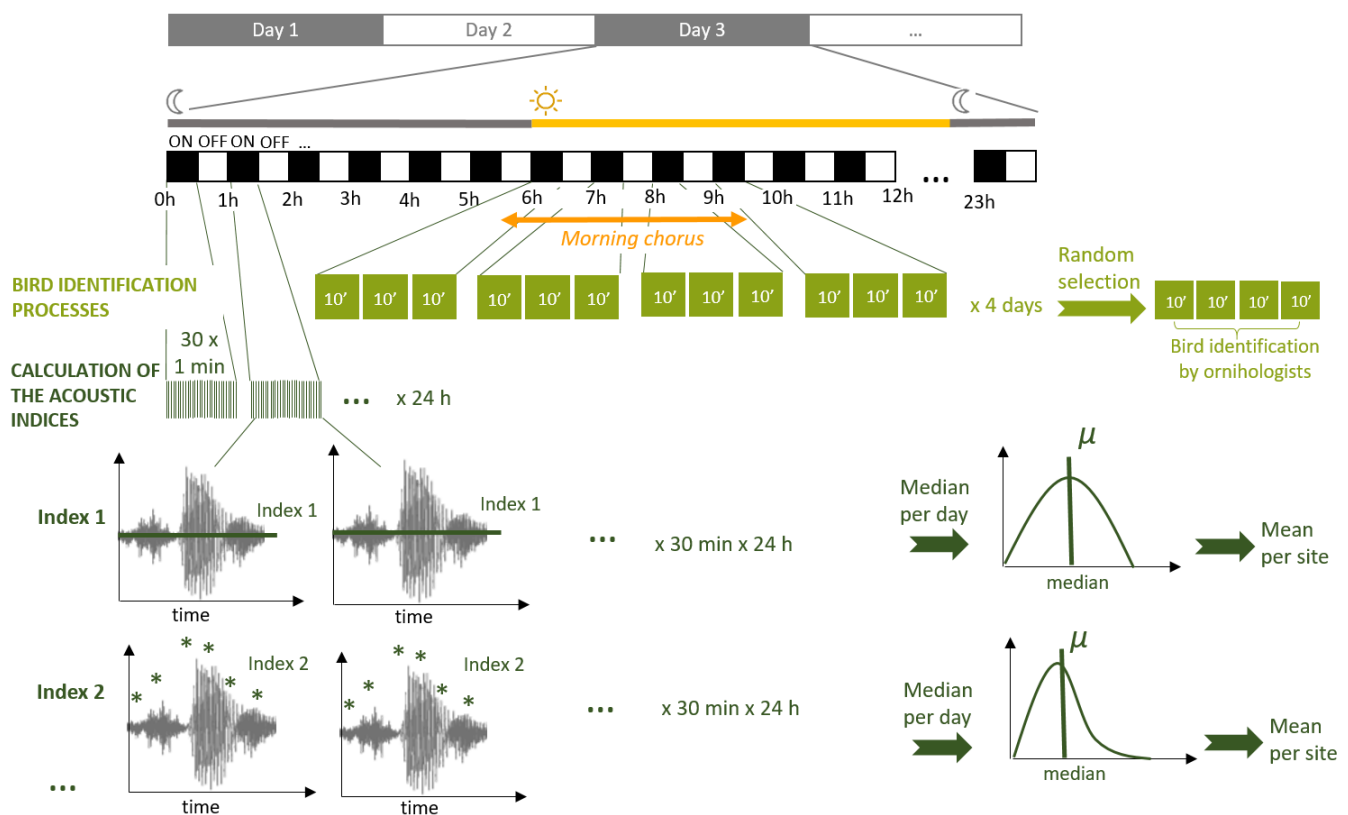 Day 1
Day 2
Day 3
...
ON OFF ON OFF ...
...
0h 1h 2h 3h 4h 5h 6h 7h 8h 9h 10h 11h 12h 23h
Morning chorus
BIRD IDENTIFICATION
PROCESSES
10’ 10’ 10’ 10’ 10’ 10’ 10’ 10’ 10’ 10’ 10’ 10’
x 4 days
Random
selection
10’ 10’ 10’ 10’
Bird identification
by ornihologists
30 x
1 min
CALCULATION OF
THE ACOUSTIC
INDICES
... x 24 h
Index 1
Index 1
time
Index 1
time
... x 30 min x 24 h
Median
per day
μ
median
Mean
per site
Index 2
* * * * * *
Index 2
time
* * * * * *
Index 2
time
... x 30 min x 24 h
Median
per day
μ
median
Mean
per site
...